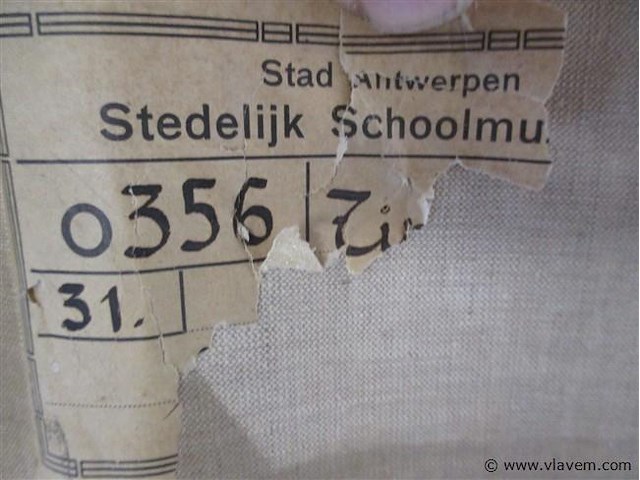 Stad Antwerpen
Stedelijk Schoolmu
0356
31.
© www.vlavem.com